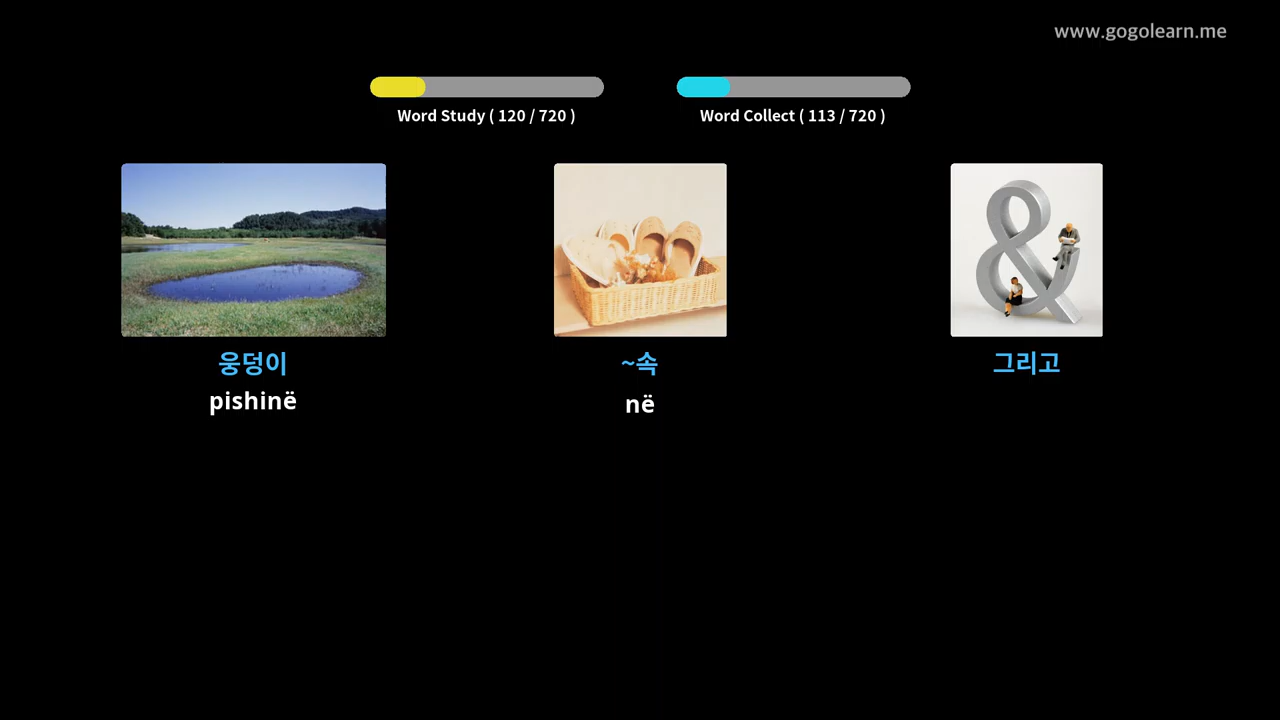 www.gogolearn.me
Word Study ( 120 / 720 )
Word Collect ( 113 / 720 )
웅덩이
~속
그리고
pishinë
në